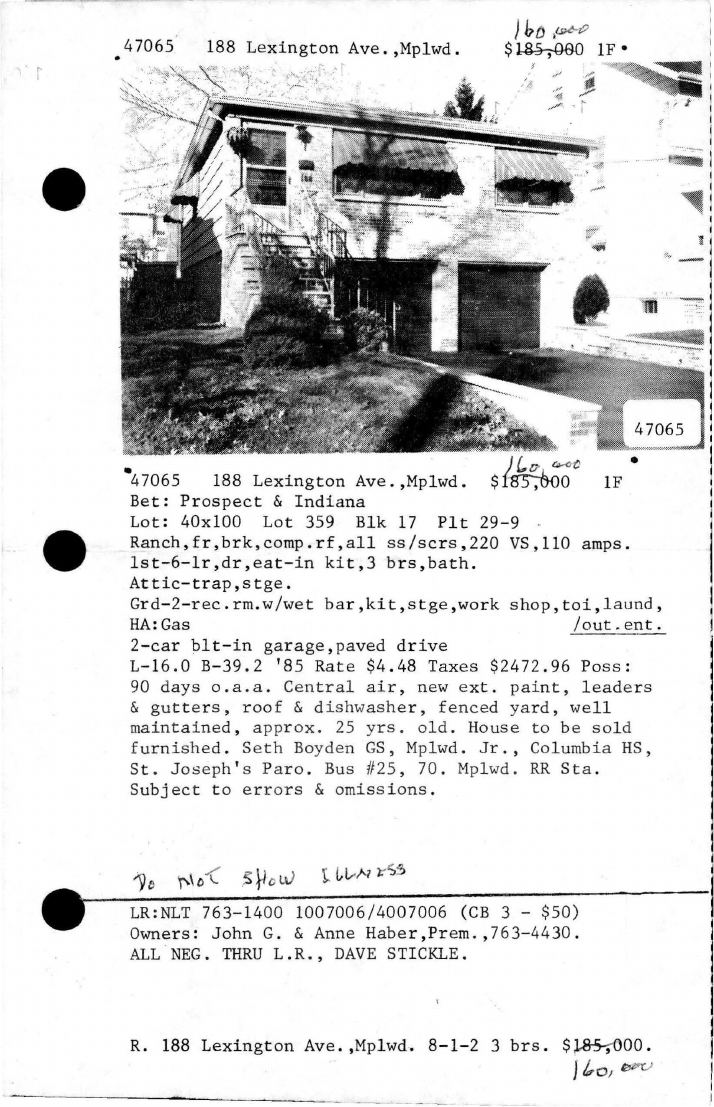 160,000
47065 188 Lexington Ave.,Mplwd. $185,000 1F
47065
160,000
47065 188 Lexington Ave.,Mplwd. $185,000 1F
Bet: Prospect & Indiana
Lot: 40x100 Lot 359 Blk 17 Plt 29-9
Ranch,fr,brk,comp.rf,all ss/scrs,220 VS,110 amps.
1st-6-lr,dr,eat-in kit,3 brs,bath.
Attic-trap,stge.
Grd-2-rec.rm.w/wet bar,kit,stge,work shop,toi,laund,
HA:Gas /out.ent.
2-car blt-in garage,paved drive
L-16.0 B-39.2 '85 Rate $4.48 Taxes $2472.96 Poss:
90 days o.a.a. Central air, new ext. paint, leaders
& gutters, roof & dishwasher, fenced yard, well
maintained, approx. 25 yrs. old. House to be sold
furnished. Seth Boyden GS, Mplwd. Jr., Columbia HS,
St. Joseph's Paro. Bus #25, 70. Mplwd. RR Sta.
Subject to errors & omissions.
Do NOT SHOW ILLNESS
LR:NLT 763-1400 1007006/4007006 (CB 3 - $50)
Owners: John G. & Anne Haber,Prem.,763-4430.
ALL NEG. THRU L.R., DAVE STICKLE.
R. 188 Lexington Ave.,Mplwd. 8-1-2 3 brs. $185,000.
160,000